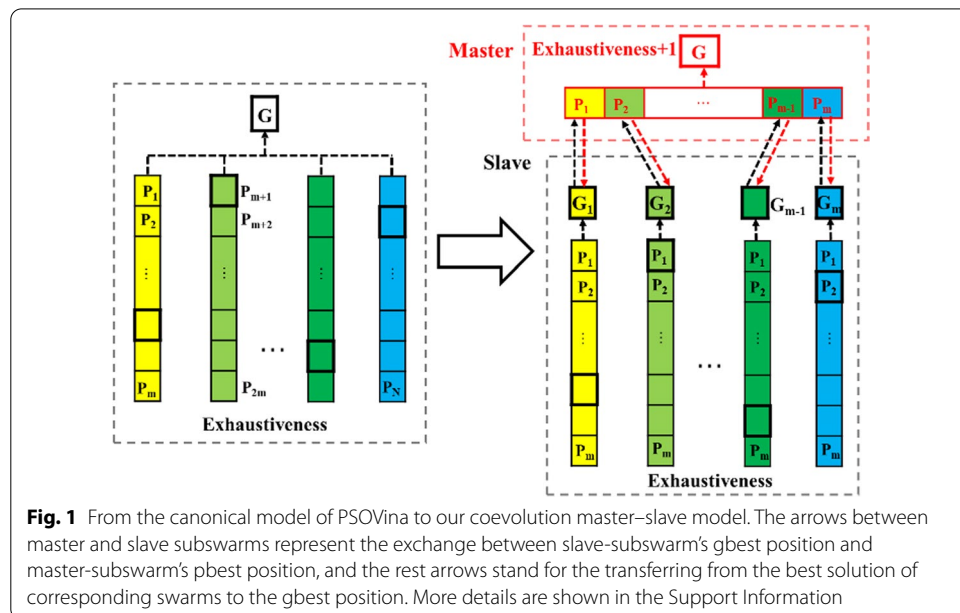 Master Exhaustiveness+1 G
P1 P2 ... Pm-1 Pm
Slave
G1 G2 Gm-1 Gm
P1 P1 P1 P1
P2 P2 P2 P2
⋮ ⋮ ⋮ ⋮
...
Pm Pm Pm Pm
Exhaustiveness
G
P1 Pm+1
P2 Pm+2
⋮ ⋮ ⋮ ⋮
...
Pm P2m PN
Exhaustiveness
Fig. 1 From the canonical model of PSOVina to our coevolution master–slave model. The arrows between
master and slave subswarms represent the exchange between slave-subswarm's gbest position and
master-subswarm's pbest position, and the rest arrows stand for the transferring from the best solution of
corresponding swarms to the gbest position. More details are shown in the Support Information